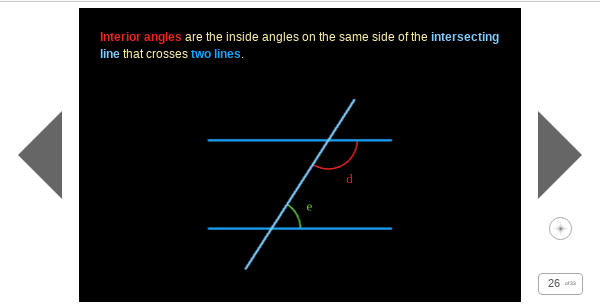 Interior angles are the inside angles on the same side of the intersecting
line that crosses two lines.
d
e
26 of 33